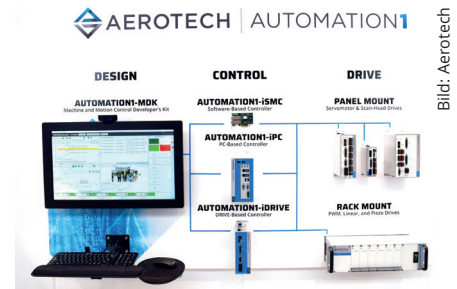 AEROTECH | AUTOMATION1
DESIGN
CONTROL
DRIVE
AUTOMATION1-MDK
Machine and Motion Control Developer's Kit
AUTOMATION1-iSMC
Software-Based Controller
AUTOMATION1-iPC
PC-Based Controller
AUTOMATION1-iDRIVE
DRIVE-Based Controller
PANEL MOUNT
Servomotor & Scan-Head Drives
RACK MOUNT
PWM, Linear, and Piezo Drives
Bild: Aerotech